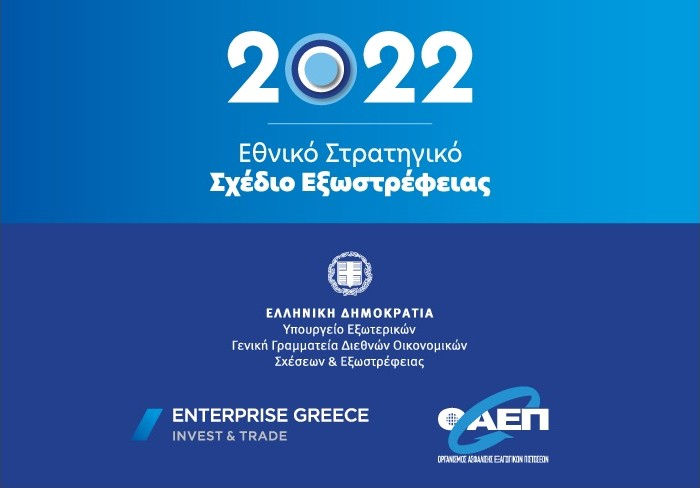 2022
Εθνικό Στρατηγικό
Σχέδιο Εξωστρέφειας
ΕΛΛΗΝΙΚΗ ΔΗΜΟΚΡΑΤΙΑ
Υπουργείο Εξωτερικών
Γενική Γραμματεία Διεθνών Οικονομικών
Σχέσεων & Εξωστρέφειας
ENTERPRISE GREECE
INVEST & TRADE
ΟΑΕΠ
ΟΡΓΑΝΙΣΜΟΣ ΑΣΦΑΛΙΣΗΣ ΕΞΑΓΩΓΙΚΩΝ ΠΙΣΤΩΣΕΩΝ